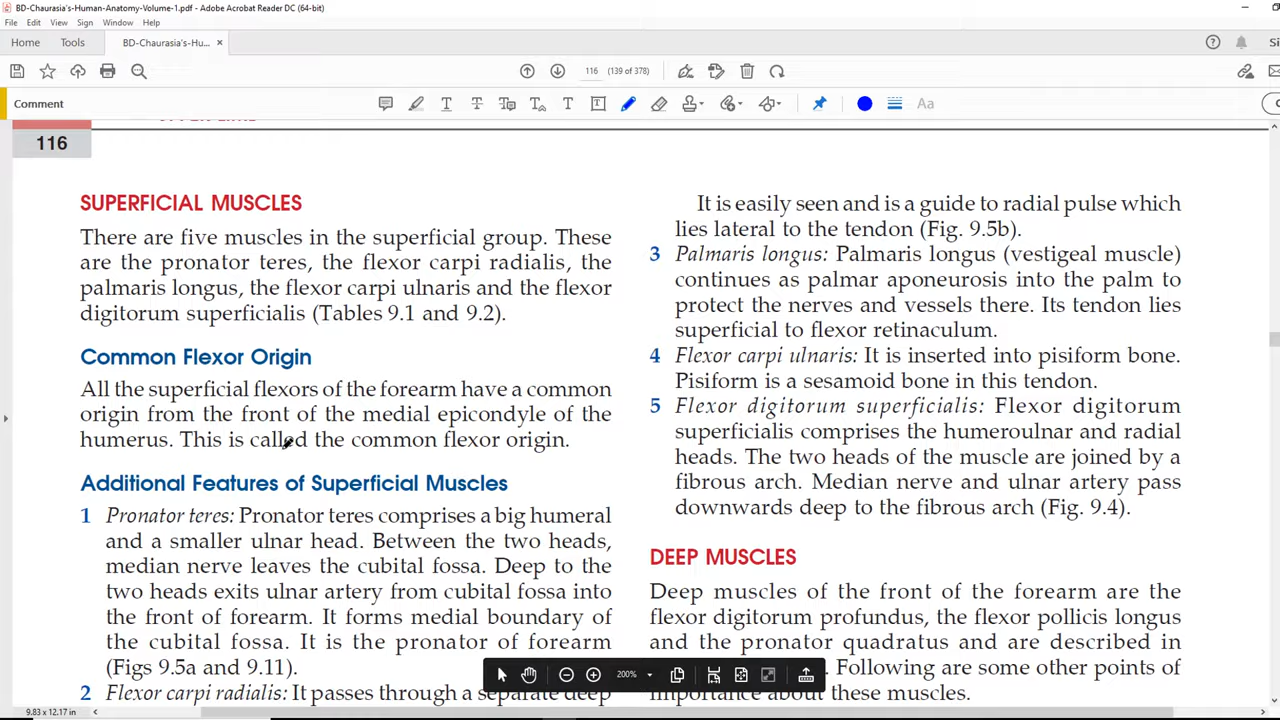 BD-Chaurasia's-Human-Anatomy-Volume-1.pdf - Adobe Acrobat Reader DC (64-bit)
File Edit View Sign Window Help
Home Tools BD-Chaurasia's-Hu... ×
116 (139 of 378)
Comment
116
SUPERFICIAL MUSCLES
There are five muscles in the superficial group. These
are the pronator teres, the flexor carpi radialis, the
palmaris longus, the flexor carpi ulnaris and the flexor
digitorum superficialis (Tables 9.1 and 9.2).
Common Flexor Origin
All the superficial flexors of the forearm have a common
origin from the front of the medial epicondyle of the
humerus. This is called the common flexor origin.
Additional Features of Superficial Muscles
1 Pronator teres: Pronator teres comprises a big humeral
and a smaller ulnar head. Between the two heads,
median nerve leaves the cubital fossa. Deep to the
two heads exits ulnar artery from cubital fossa into
the front of forearm. It forms medial boundary of
the cubital fossa. It is the pronator of forearm
(Figs 9.5a and 9.11).
2 Flexor carpi radialis: It passes through a separate deep
It is easily seen and is a guide to radial pulse which
lies lateral to the tendon (Fig. 9.5b).
3 Palmaris longus: Palmaris longus (vestigeal muscle)
continues as palmar aponeurosis into the palm to
protect the nerves and vessels there. Its tendon lies
superficial to flexor retinaculum.
4 Flexor carpi ulnaris: It is inserted into pisiform bone.
Pisiform is a sesamoid bone in this tendon.
5 Flexor digitorum superficialis: Flexor digitorum
superficialis comprises the humeroulnar and radial
heads. The two heads of the muscle are joined by a
fibrous arch. Median nerve and ulnar artery pass
downwards deep to the fibrous arch (Fig. 9.4).
DEEP MUSCLES
Deep muscles of the front of the forearm are the
flexor digitorum profundus, the flexor pollicis longus
and the pronator quadratus and are described in
. Following are some other points of
importance about these muscles.
200%
9.83 x 12.17 in